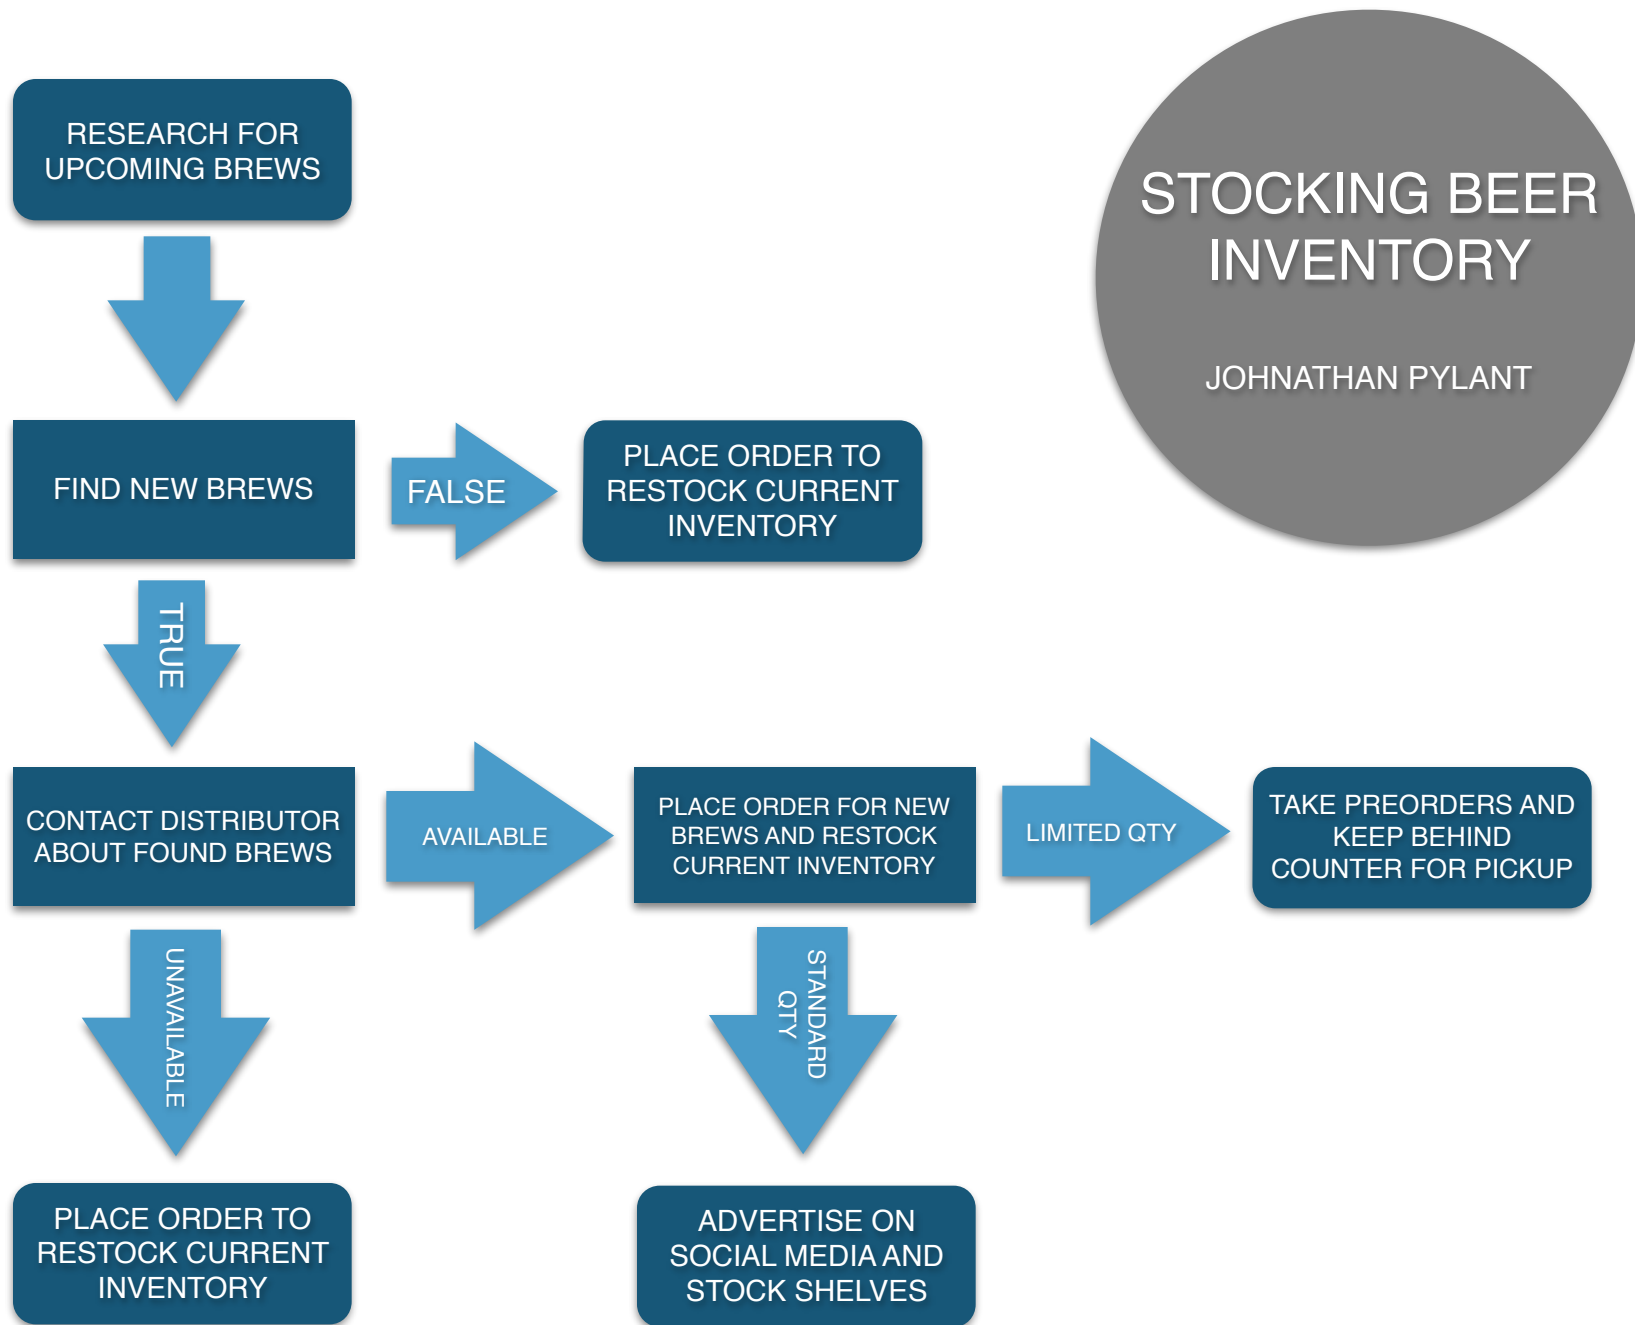 RESEARCH FOR
UPCOMING BREWS
STOCKING BEER
INVENTORY
JOHNATHAN PYLANT
FIND NEW BREWS
FALSE
PLACE ORDER TO
RESTOCK CURRENT
INVENTORY
TRUE
CONTACT DISTRIBUTOR
ABOUT FOUND BREWS
AVAILABLE
PLACE ORDER FOR NEW
BREWS AND RESTOCK
CURRENT INVENTORY
LIMITED QTY
TAKE PREORDERS AND
KEEP BEHIND
COUNTER FOR PICKUP
UNAVAILABLE
STANDARD
QTY
PLACE ORDER TO
RESTOCK CURRENT
INVENTORY
ADVERTISE ON
SOCIAL MEDIA AND
STOCK SHELVES